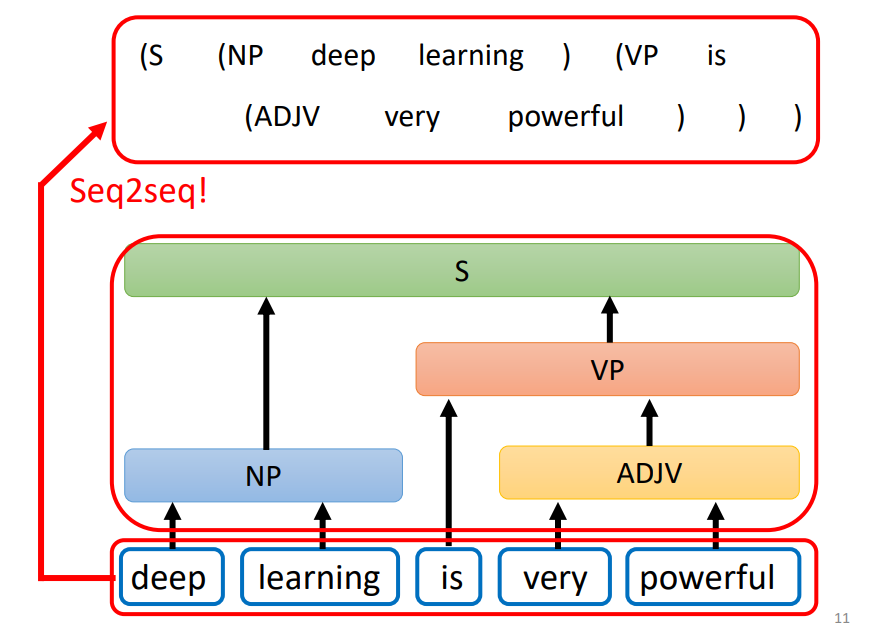 (S (NP deep learning ) (VP is
(ADJV very powerful ) ) )
Seq2seq!
S
VP
NP ADJV
deep learning is very powerful
11